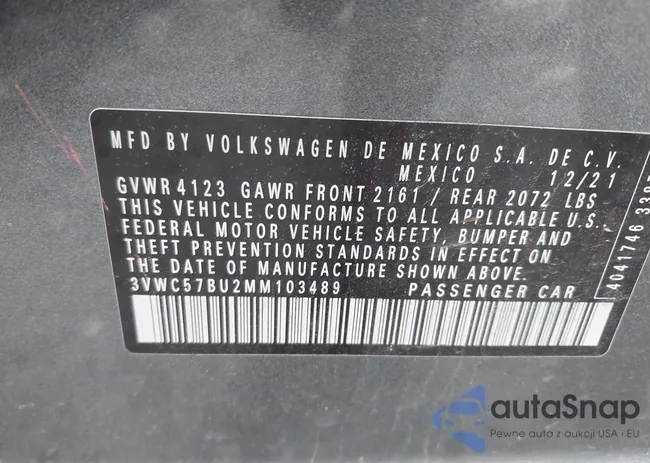 MFD BY VOLKSWAGEN DE MEXICO S.A. DE C.V.
MEXICO 12/21
GVWR 4123 GAWR FRONT 2161 / REAR 2072 LBS
THIS VEHICLE CONFORMS TO ALL APPLICABLE U.S.
FEDERAL MOTOR VEHICLE SAFETY, BUMPER AND
THEFT PREVENTION STANDARDS IN EFFECT ON
THE DATE OF MANUFACTURE SHOWN ABOVE.
3VWC57BU2MM103489 PASSENGER CAR
4041746
autaSnap
Pewne auta z aukcji USA i EU